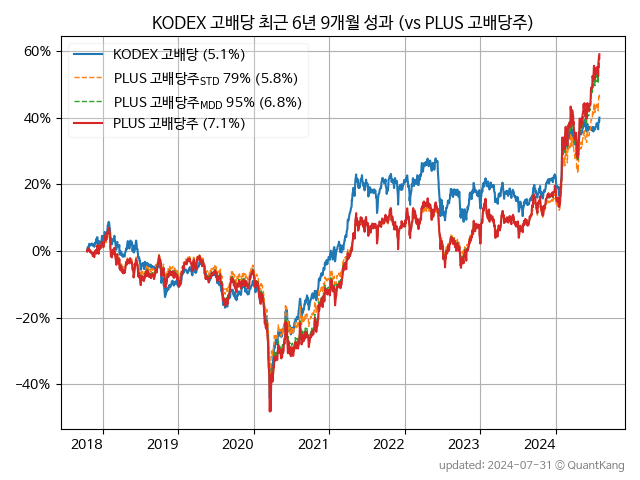 KODEX 고배당 최근 6년 9개월 성과 (vs PLUS 고배당주)
KODEX 고배당 (5.1%)
PLUS 고배당주STD 79% (5.8%)
PLUS 고배당주MDD 95% (6.8%)
PLUS 고배당주 (7.1%)
60%
40%
20%
0%
−20%
−40%
2018 2019 2020 2021 2022 2023 2024
updated: 2024-07-31 © QuantKang